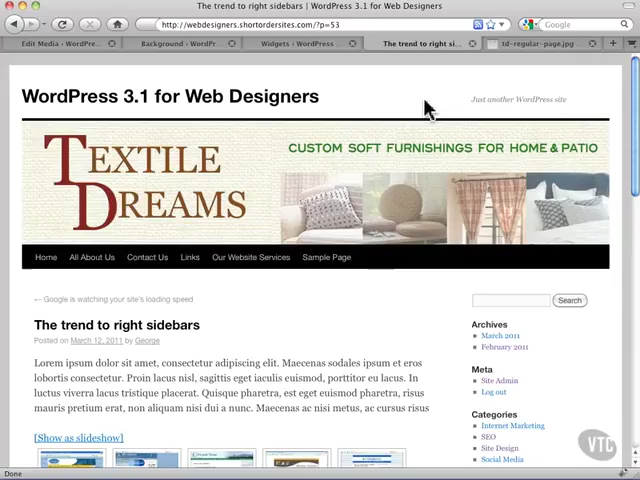 The trend to right sidebars | WordPress 3.1 for Web Designers
http://webdesigners.shortordersites.com/?p=53
Google
Edit Media ‹ WordPre...
Background ‹ WordPr
Widgets ‹ WordPress ...
The trend to right si...
td-regular-page.jpg ...
WordPress 3.1 for Web Designers
Just another WordPress site
TEXTILE
DREAMS
CUSTOM SOFT FURNISHINGS FOR HOME & PATIO
Home All About Us Contact Us Links Our Website Services Sample Page
← Google is watching your site's loading speed
Search
The trend to right sidebars
Posted on March 12, 2011 by George
Lorem ipsum dolor sit amet, consectetur adipiscing elit. Maecenas sodales ipsum et eros
lobortis consectetur. Proin lacus nisl, sagittis eget iaculis euismod, porttitor eu lacus. In
luctus viverra lacus tristique placerat. Quisque pharetra, est eget euismod pharetra, risus
mauris pretium erat, non aliquam nisi dui a nunc. Maecenas ac nisi metus, ac cursus risus
[Show as slideshow]
Archives
March 2011
February 2011
Meta
Site Admin
Log out
Categories
Internet Marketing
SEO
Site Design
Social Media
VTC
Done